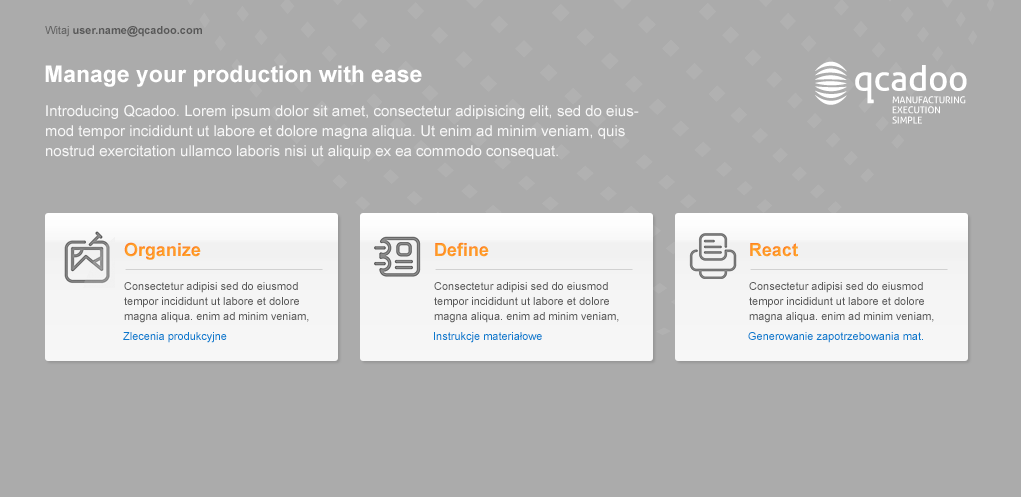 Witaj user.name@qcadoo.com
Manage your production with ease
Introducing Qcadoo. Lorem ipsum dolor sit amet, consectetur adipisicing elit, sed do eius-
mod tempor incididunt ut labore et dolore magna aliqua. Ut enim ad minim veniam, quis
nostrud exercitation ullamco laboris nisi ut aliquip ex ea commodo consequat.
qcadoo
MANUFACTURING
EXECUTION
SIMPLE
Organize
Consectetur adipisi sed do eiusmod
tempor incididunt ut labore et dolore
magna aliqua. enim ad minim veniam,
Zlecenia produkcyjne
Define
Consectetur adipisi sed do eiusmod
tempor incididunt ut labore et dolore
magna aliqua. enim ad minim veniam,
Instrukcje materiałowe
React
Consectetur adipisi sed do eiusmod
tempor incididunt ut labore et dolore
magna aliqua. enim ad minim veniam,
Generowanie zapotrzebowania mat.